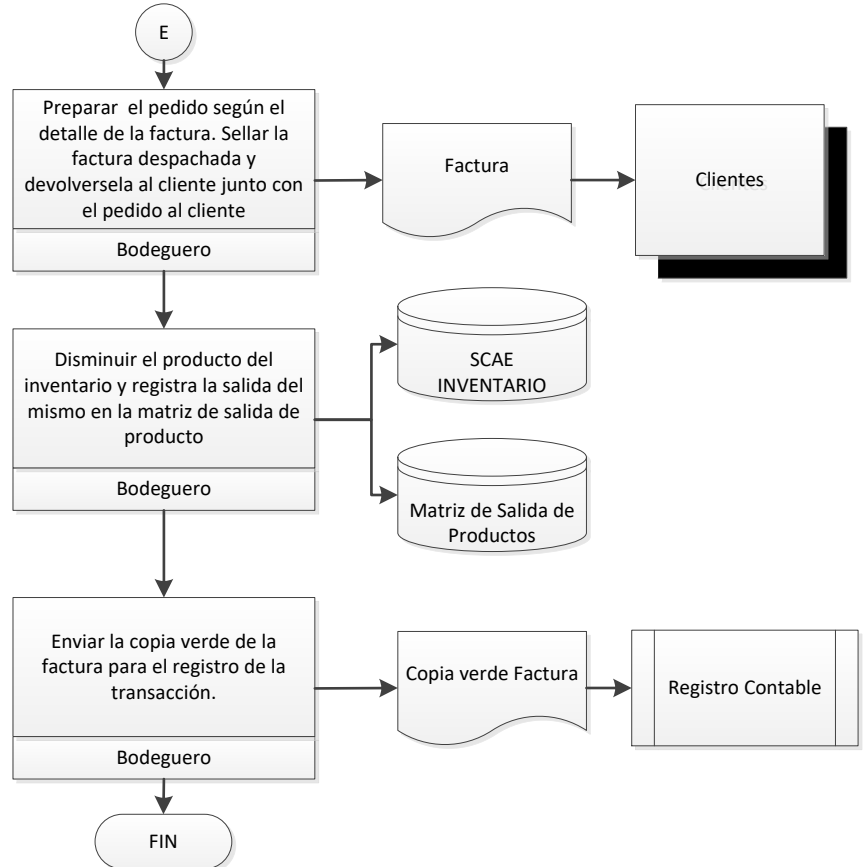 E
Preparar el pedido según el
detalle de la factura. Sellar la
factura despachada y
devolversela al cliente junto con
el pedido al cliente
Bodeguero
Factura
Clientes
Disminuir el producto del
inventario y registra la salida del
mismo en la matriz de salida de
producto
Bodeguero
SCAE
INVENTARIO
Matriz de Salida de
Productos
Enviar la copia verde de la
factura para el registro de la
transacción.
Bodeguero
Copia verde Factura
Registro Contable
FIN